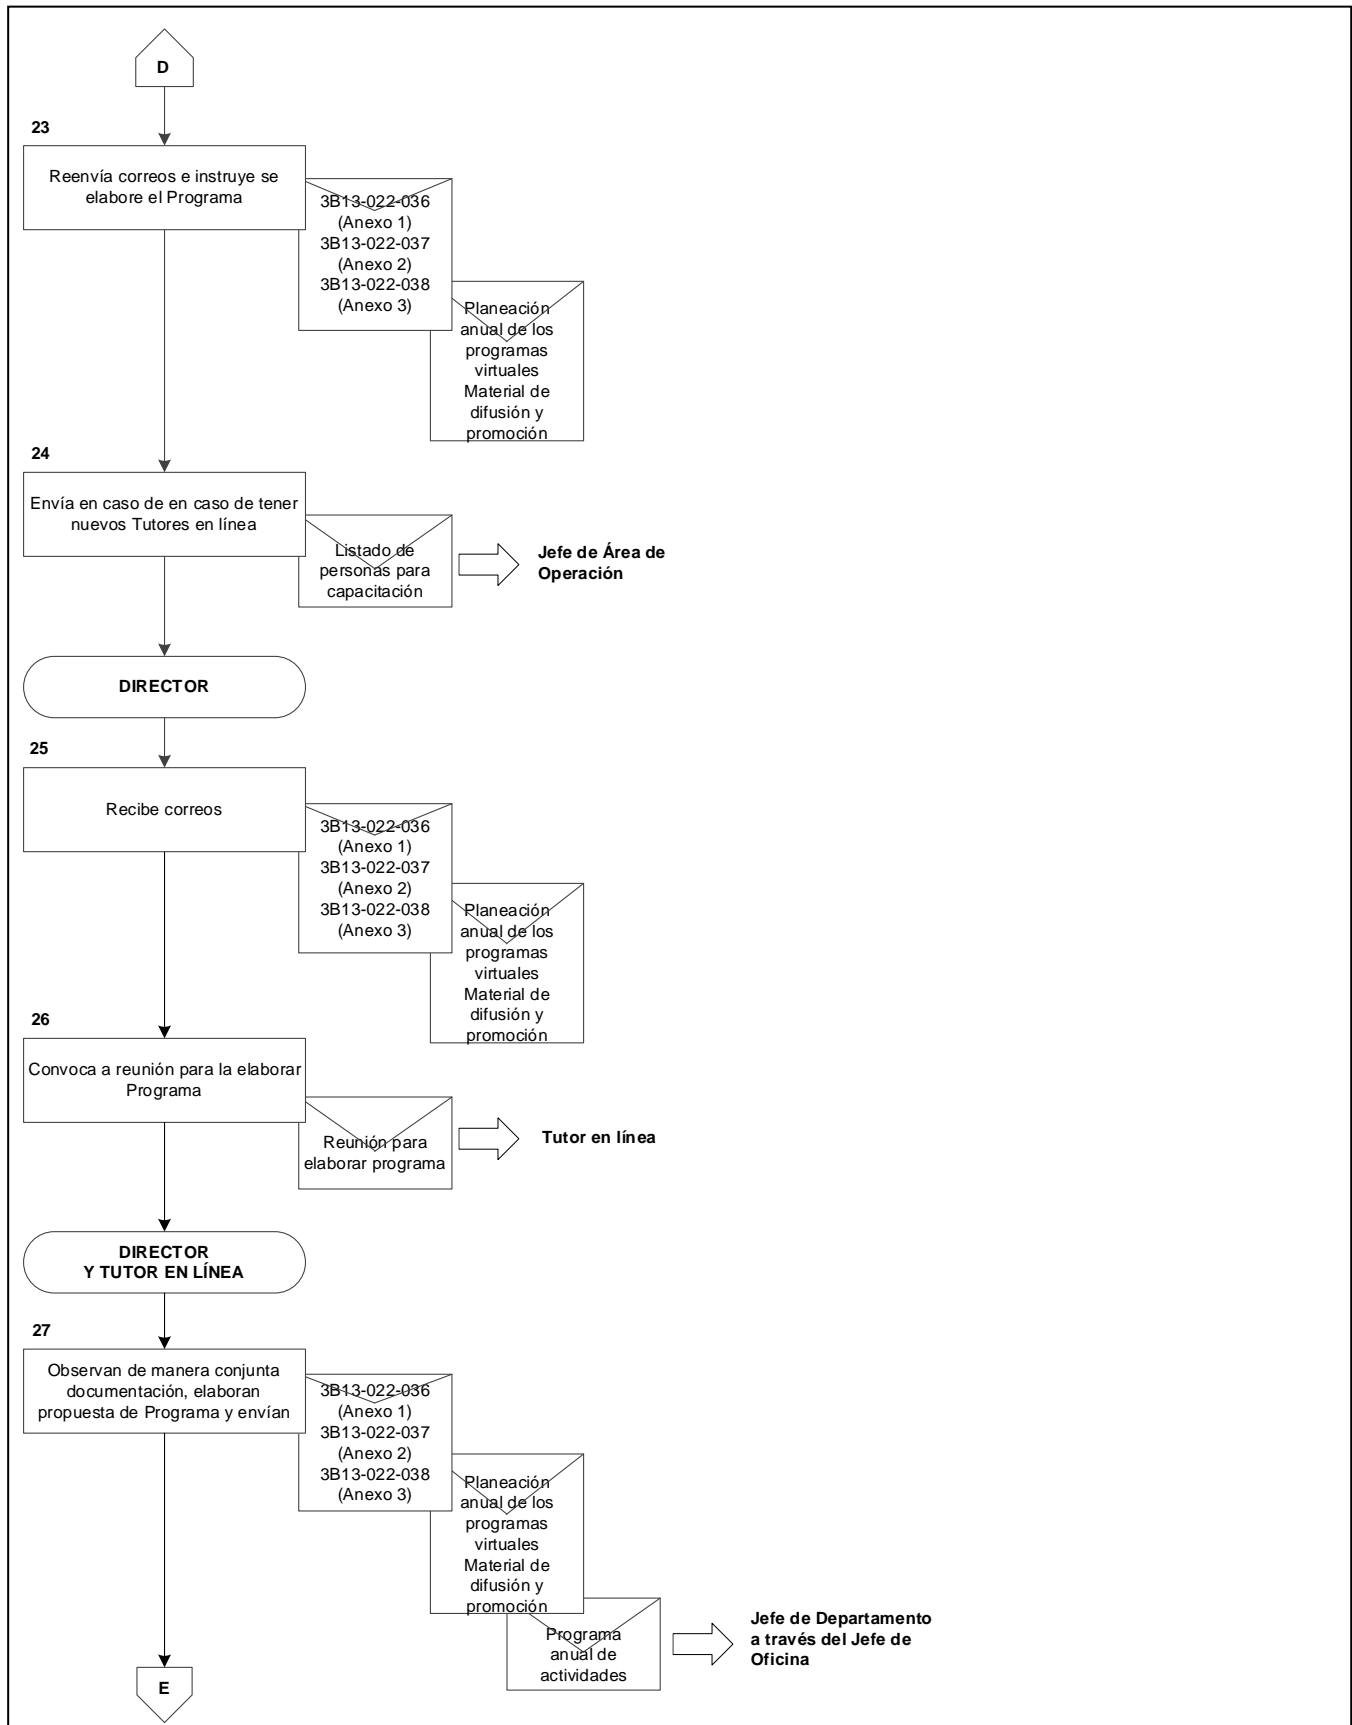 D
23
Reenvía correos e instruye se
elabore el Programa
3B13-022-036
(Anexo 1)
3B13-022-037
(Anexo 2)
3B13-022-038
(Anexo 3)
Planeación
anual de los
programas
virtuales
Material de
difusión y
promoción
24
Envía en caso de en caso de tener
nuevos Tutores en línea
Listado de
personas para
capacitación
Jefe de Área de
Operación
DIRECTOR
25
Recibe correos
3B13-022-036
(Anexo 1)
3B13-022-037
(Anexo 2)
3B13-022-038
(Anexo 3)
Planeación
anual de los
programas
virtuales
Material de
difusión y
promoción
26
Convoca a reunión para la elaborar
Programa
Reunión para
elaborar programa
Tutor en línea
DIRECTOR
Y TUTOR EN LÍNEA
27
Observan de manera conjunta
documentación, elaboran
propuesta de Programa y envían
3B13-022-036
(Anexo 1)
3B13-022-037
(Anexo 2)
3B13-022-038
(Anexo 3)
Planeación
anual de los
programas
virtuales
Material de
difusión y
promoción
Programa
anual de
actividades
Jefe de Departamento
a través del Jefe de
Oficina
E